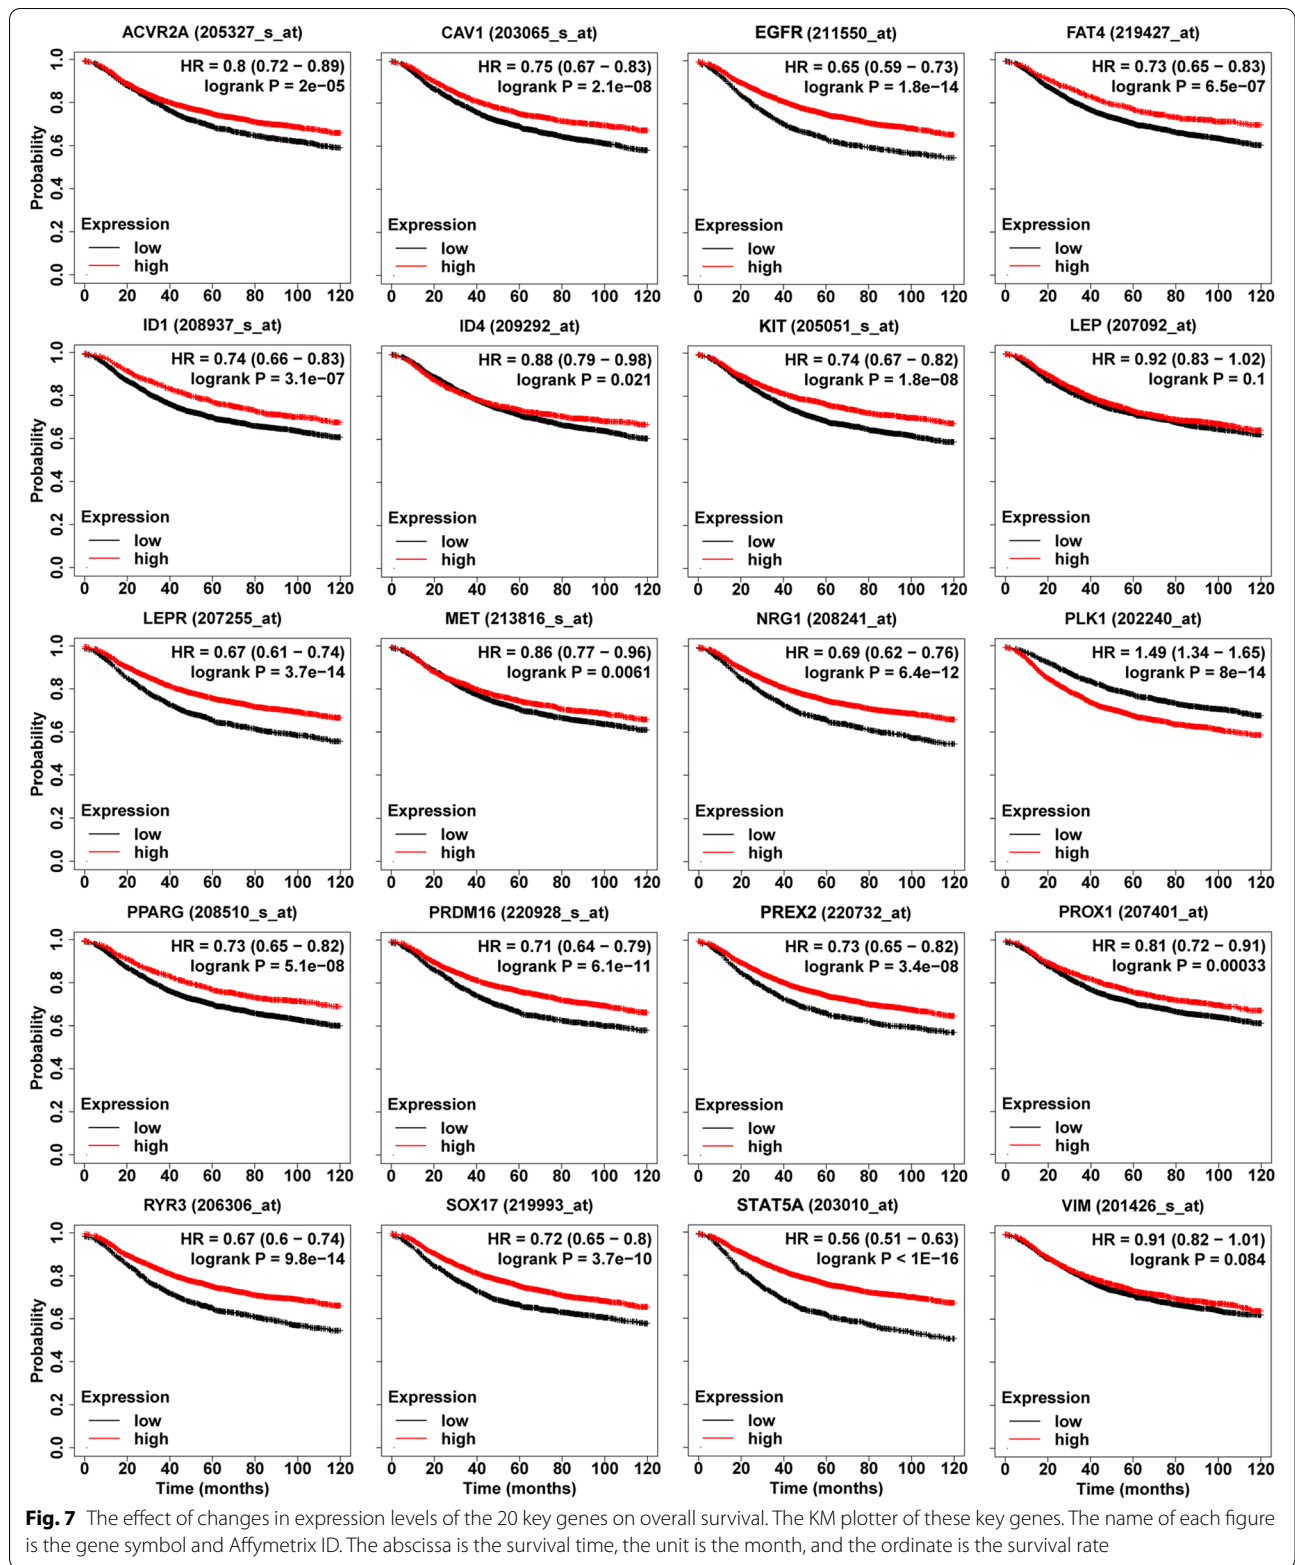 ACVR2A (205327_s_at)
HR = 0.8 (0.72 − 0.89)
logrank P = 2e−05
Probability
1.0
0.8
0.6
0.4
0.2
0.0
Expression
low
high
0 20 40 60 80 100 120
CAV1 (203065_s_at)
HR = 0.75 (0.67 − 0.83)
logrank P = 2.1e−08
Expression
low
high
0 20 40 60 80 100 120
EGFR (211550_at)
HR = 0.65 (0.59 − 0.73)
logrank P = 1.8e−14
Expression
low
high
0 20 40 60 80 100 120
FAT4 (219427_at)
HR = 0.73 (0.65 − 0.83)
logrank P = 6.5e−07
Expression
low
high
0 20 40 60 80 100 120
ID1 (208937_s_at)
HR = 0.74 (0.66 − 0.83)
logrank P = 3.1e−07
Probability
1.0
0.8
0.6
0.4
0.2
0.0
Expression
low
high
0 20 40 60 80 100 120
ID4 (209292_at)
HR = 0.88 (0.79 − 0.98)
logrank P = 0.021
Expression
low
high
0 20 40 60 80 100 120
KIT (205051_s_at)
HR = 0.74 (0.67 − 0.82)
logrank P = 1.8e−08
Expression
low
high
0 20 40 60 80 100 120
LEP (207092_at)
HR = 0.92 (0.83 − 1.02)
logrank P = 0.1
Expression
low
high
0 20 40 60 80 100 120
LEPR (207255_at)
HR = 0.67 (0.61 − 0.74)
logrank P = 3.7e−14
Probability
1.0
0.8
0.6
0.4
0.2
0.0
Expression
low
high
0 20 40 60 80 100 120
MET (213816_s_at)
HR = 0.86 (0.77 − 0.96)
logrank P = 0.0061
Expression
low
high
0 20 40 60 80 100 120
NRG1 (208241_at)
HR = 0.69 (0.62 − 0.76)
logrank P = 6.4e−12
Expression
low
high
0 20 40 60 80 100 120
PLK1 (202240_at)
HR = 1.49 (1.34 − 1.65)
logrank P = 8e−14
Expression
low
high
0 20 40 60 80 100 120
PPARG (208510_s_at)
HR = 0.73 (0.65 − 0.82)
logrank P = 5.1e−08
Probability
1.0
0.8
0.6
0.4
0.2
0.0
Expression
low
high
0 20 40 60 80 100 120
PRDM16 (220928_s_at)
HR = 0.71 (0.64 − 0.79)
logrank P = 6.1e−11
Expression
low
high
0 20 40 60 80 100 120
PREX2 (220732_at)
HR = 0.73 (0.65 − 0.82)
logrank P = 3.4e−08
Expression
low
high
0 20 40 60 80 100 120
PROX1 (207401_at)
HR = 0.81 (0.72 − 0.91)
logrank P = 0.00033
Expression
low
high
0 20 40 60 80 100 120
RYR3 (206306_at)
HR = 0.67 (0.6 − 0.74)
logrank P = 9.8e−14
Probability
1.0
0.8
0.6
0.4
0.2
0.0
Expression
low
high
0 20 40 60 80 100 120
Time (months)
SOX17 (219993_at)
HR = 0.72 (0.65 − 0.8)
logrank P = 3.7e−10
Expression
low
high
0 20 40 60 80 100 120
Time (months)
STAT5A (203010_at)
HR = 0.56 (0.51 − 0.63)
logrank P < 1E−16
Expression
low
high
0 20 40 60 80 100 120
Time (months)
VIM (201426_s_at)
HR = 0.91 (0.82 − 1.01)
logrank P = 0.084
Expression
low
high
0 20 40 60 80 100 120
Time (months)
Fig. 7 The effect of changes in expression levels of the 20 key genes on overall survival. The KM plotter of these key genes. The name of each figure
is the gene symbol and Affymetrix ID. The abscissa is the survival time, the unit is the month, and the ordinate is the survival rate